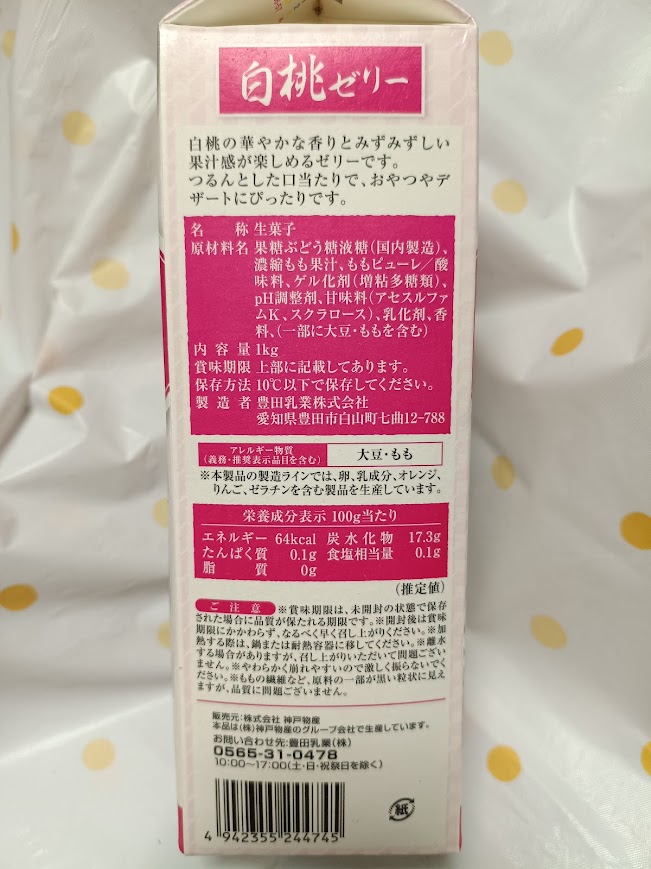 白桃ゼリー
白桃の華やかな香りとみずみずしい
果汁感が楽しめるゼリーです。
つるんとした口当たりで、おやつやデ
ザートにぴったりです。
名称 生菓子
原材料名 果糖ぶどう糖液糖(国内製造)、
濃縮もも果汁、ももピューレ/酸
味料、ゲル化剤(増粘多糖類)、
pH調整剤、甘味料(アセスルファ
ムK、スクラロース)、乳化剤、香
料、(一部に大豆・ももを含む)
内容量 1kg
賞味期限 上部に記載してあります。
保存方法 10℃以下で保存してください。
製造者 豊田乳業株式会社
愛知県豊田市白山町七曲12-788
アレルギー物質
(義務・推奨表示品目を含む)
大豆・もも
※本製品の製造ラインでは、卵、乳成分、オレンジ、
りんご、ゼラチンを含む製品を生産しています。
栄養成分表示 100g当たり
エネルギー 64kcal 炭水化物 17.3g
たんぱく質 0.1g 食塩相当量 0.1g
脂質 0g
(推定値)
ご注意 ※賞味期限は、未開封の状態で保存
された場合に品質が保たれる期限です。※開封後は賞味
期限にかかわらず、なるべく早く召し上がりください。※加
熱する際は、鍋または耐熱容器に移してください。※離水
する場合がありますが、召し上がりいただいて問題ござい
ません。※やわらかく崩れやすいので激しく振らないでく
ださい。※ももの繊維など、原料の一部が黒い粒状に見え
ますが、品質に問題ございません。
販売元:株式会社 神戸物産
本品は(株)神戸物産のグループ会社で生産しています。
お問い合わせ先:豊田乳業(株)
0565-31-0478
10:00~17:00(土・日・祝祭日を除く)
紙
4 942355 244745